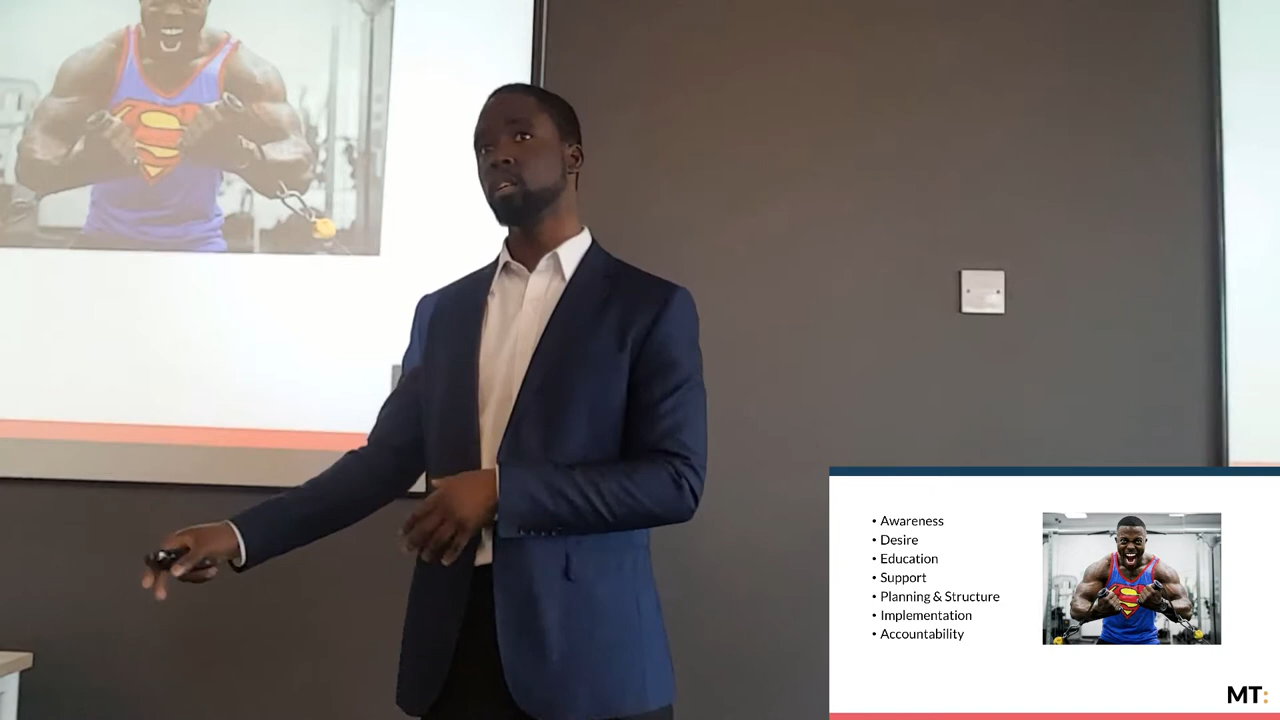 • Awareness
• Desire
• Education
• Support
• Planning & Structure
• Implementation
• Accountability
MT: